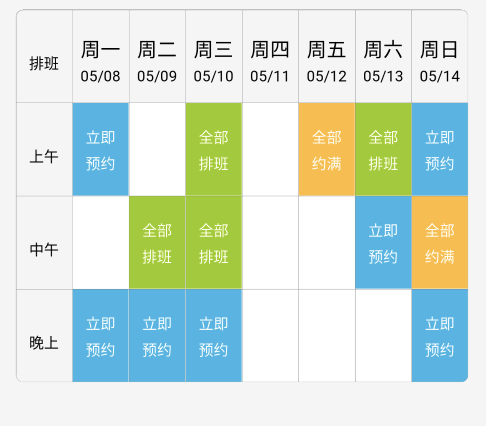 排班 周一 周二 周三 周四 周五 周六 周日
05/08 05/09 05/10 05/11 05/12 05/13 05/14
上午 立即 全部 全部 全部 立即
预约 排班 约满 排班 预约
中午 全部 全部 立即 全部
排班 排班 预约 约满
晚上 立即 立即 立即 立即
预约 预约 预约 预约